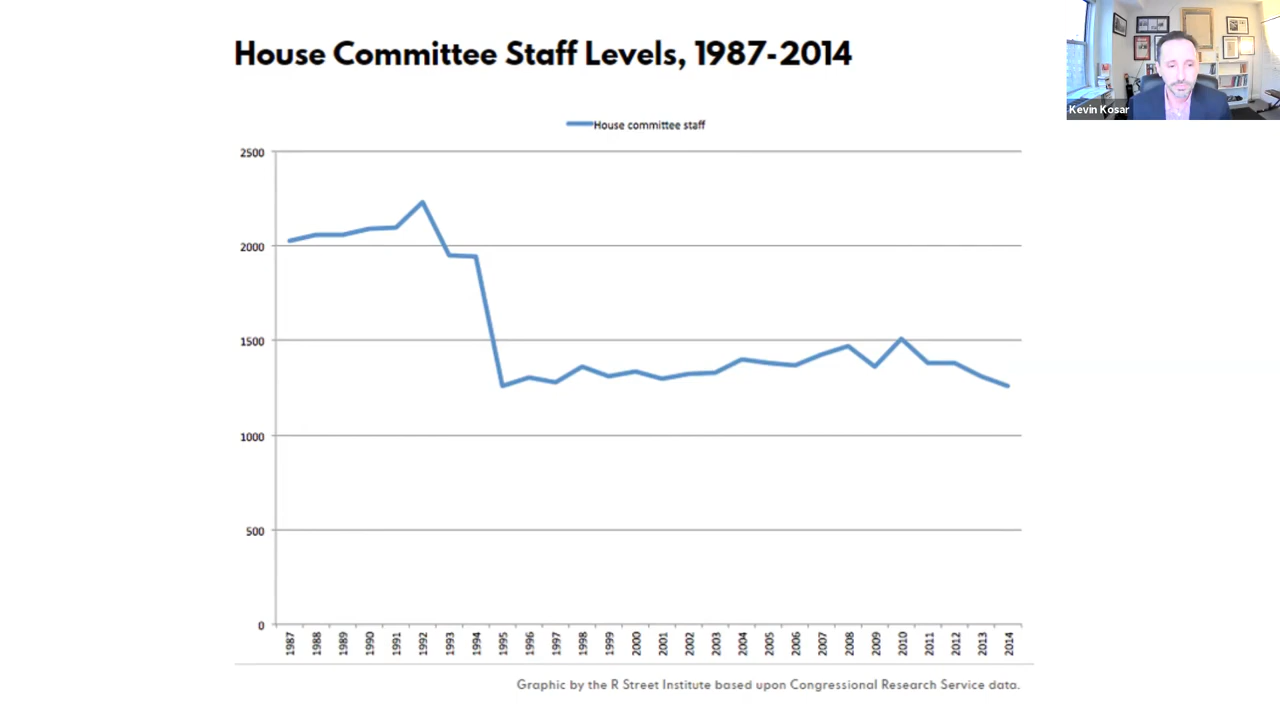 House Committee Staff Levels, 1987-2014
Kevin Kosar
House committee staff
2500
2000
1500
1000
500
0
1987 1988 1989 1990 1991 1992 1993 1994 1995 1996 1997 1998 1999 2000 2001 2002 2003 2004 2005 2006 2007 2008 2009 2010 2011 2012 2013 2014
Graphic by the R Street Institute based upon Congressional Research Service data.